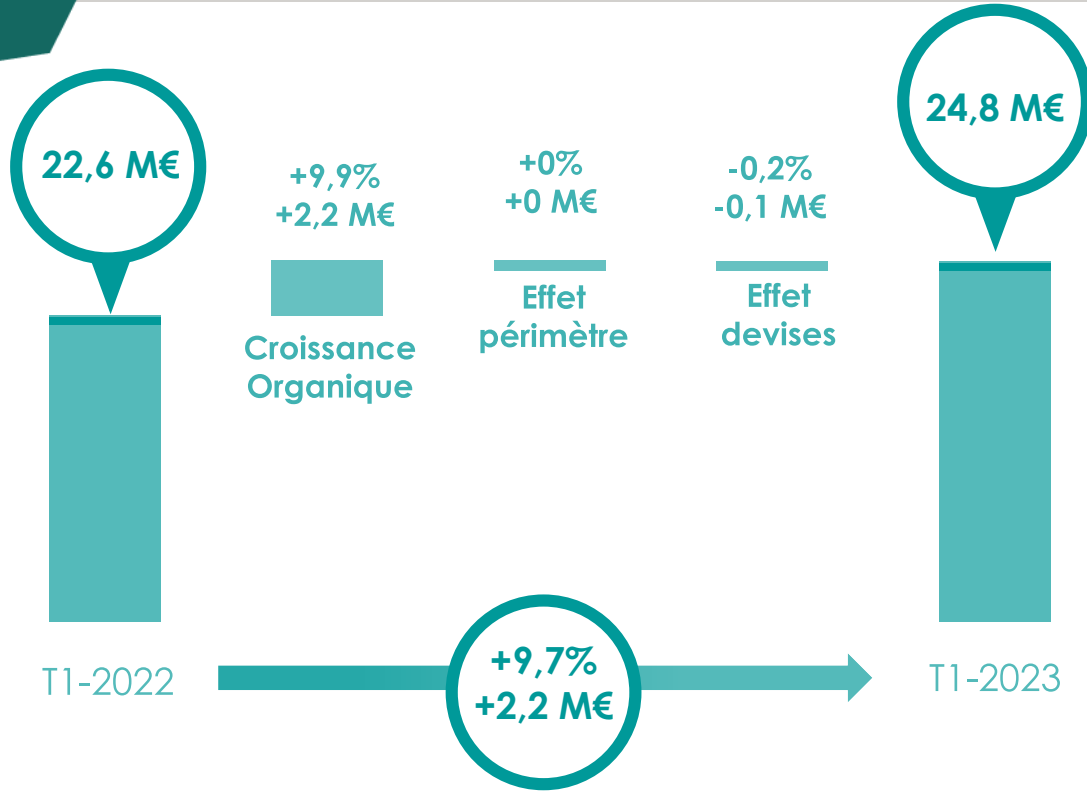 22,6 M€
+9,9%
+2,2 M€
Croissance
Organique
+0%
+0 M€
Effet
périmètre
-0,2%
-0,1 M€
Effet
devises
24,8 M€
T1-2022
+9,7%
+2,2 M€
T1-2023